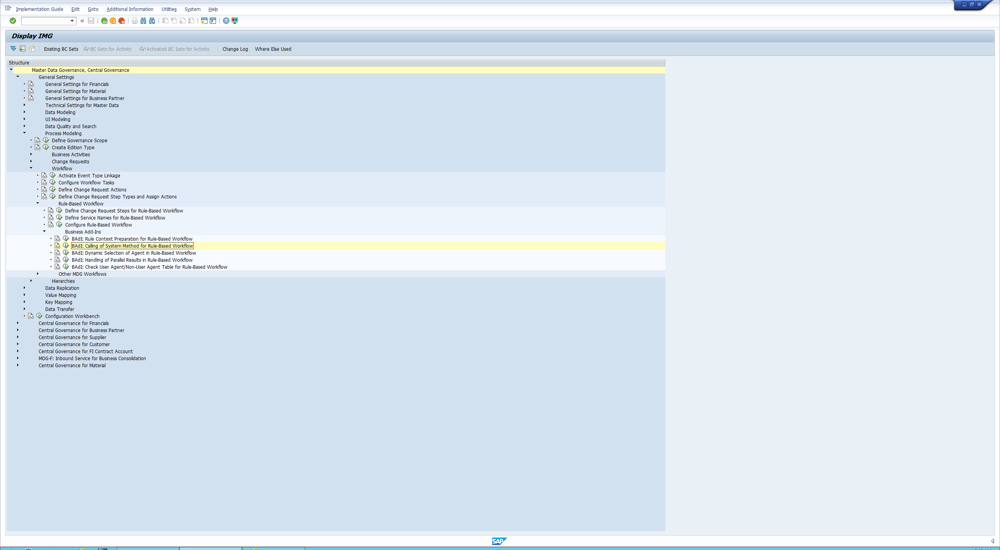 Implementation Guide Edit Goto Additional Information Utilities System Help
Display IMG
Existing BC Sets BC Sets for Activity Activated BC Sets for Activity Change Log Where Else Used
Structure
Master Data Governance, Central Governance
General Settings
General Settings for Financials
General Settings for Material
General Settings for Business Partner
Technical Settings for Master Data
Data Modeling
UI Modeling
Data Quality and Search
Process Modeling
Define Governance Scope
Create Edition Type
Business Activities
Change Requests
Workflow
Activate Event Type Linkage
Configure Workflow Tasks
Define Change Request Actions
Define Change Request Step Types and Assign Actions
Rule-Based Workflow
Define Change Request Steps for Rule-Based Workflow
Define Service Names for Rule-Based Workflow
Configure Rule-Based Workflow
Business Add-Ins
BAdI: Rule Context Preparation for Rule-Based Workflow
BAdI: Calling of System Method for Rule-Based Workflow
BAdI: Dynamic Selection of Agent in Rule-Based Workflow
BAdI: Handling of Parallel Results in Rule-Based Workflow
BAdI: Check User Agent/Non-User Agent Table for Rule-Based Workflow
Other MDG Workflows
Hierarchies
Data Replication
Value Mapping
Key Mapping
Data Transfer
Configuration Workbench
Central Governance for Financials
Central Governance for Business Partner
Central Governance for Supplier
Central Governance for Customer
Central Governance for FI Contract Account
MDG-F: Inbound Service for Business Consolidation
Central Governance for Material
SAP